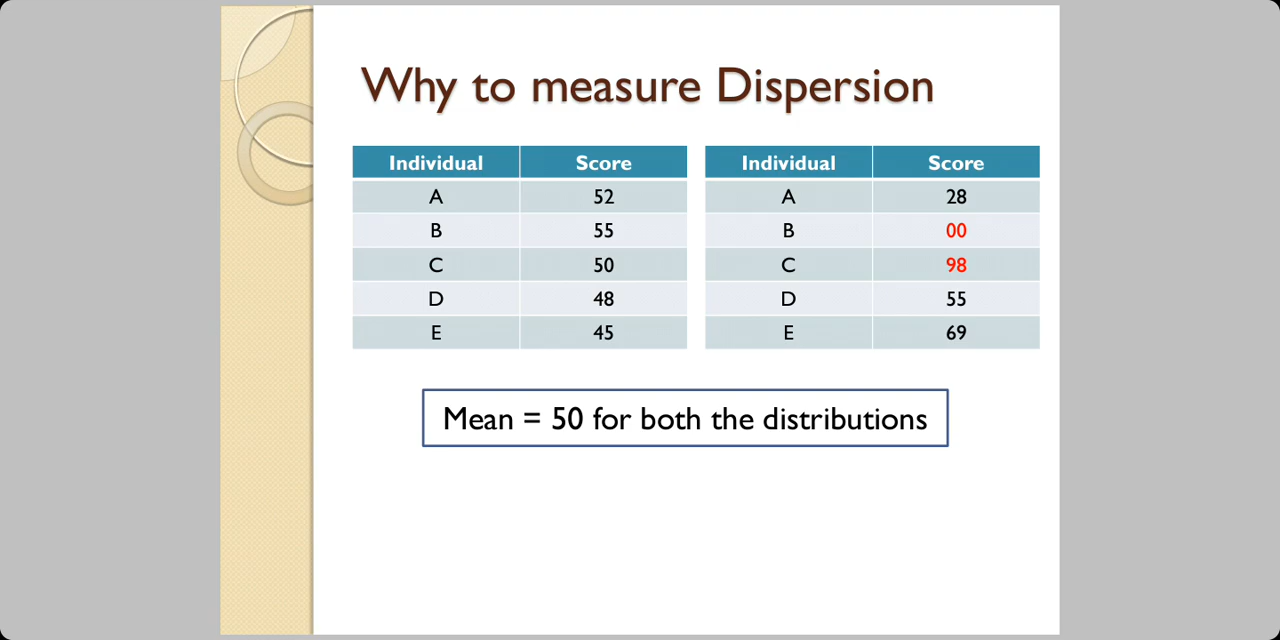 Why to measure Dispersion
Individual Score
A 52
B 55
C 50
D 48
E 45
Individual Score
A 28
B 00
C 98
D 55
E 69
Mean = 50 for both the distributions